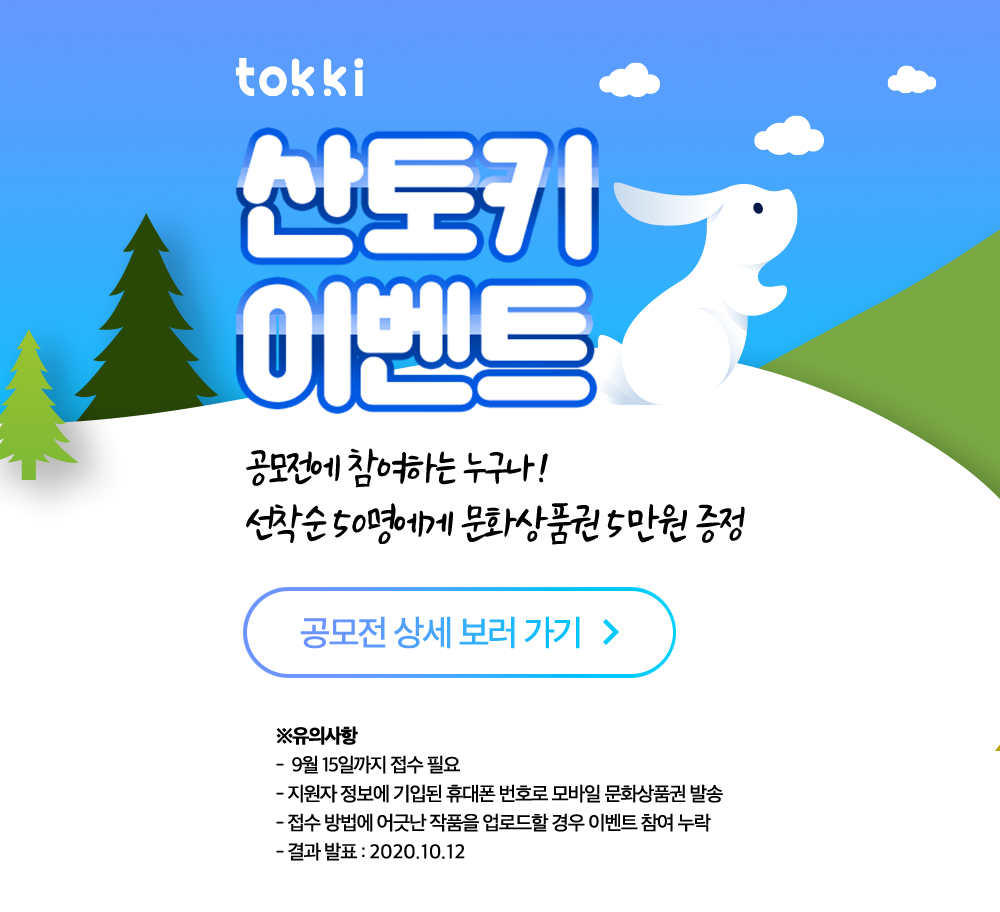 tokki
산토키
이벤트
공모전에 참여하는 누구나!
선착순 50명에게 문화상품권 5만원 증정
공모전 상세 보러 가기 >
※유의사항
- 9월 15일까지 접수 필요
- 지원자 정보에 기입된 휴대폰 번호로 모바일 문화상품권 발송
- 접수 방법에 어긋난 작품을 업로드할 경우 이벤트 참여 누락
- 결과 발표 : 2020.10.12